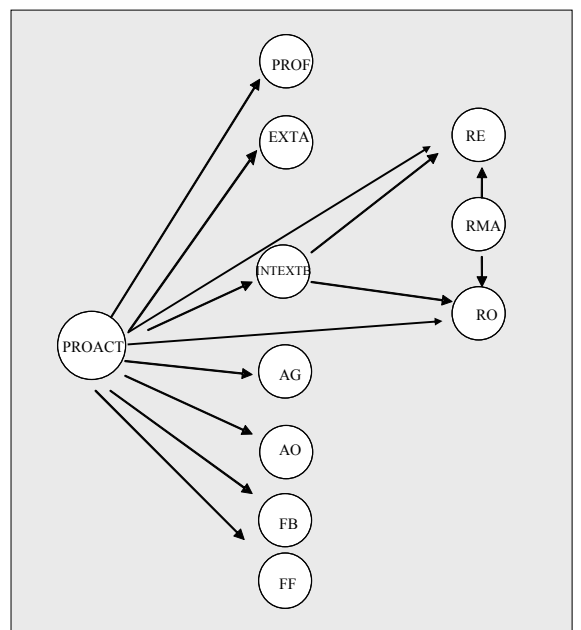 PROF
EXTA
RE
RMA
INTEXTE
RO
PROACT
AG
AO
FB
FF